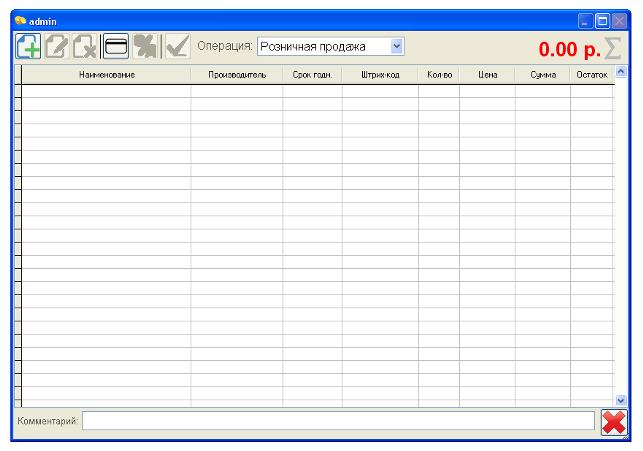 admin
Операция: Розничная продажа 0.00 р. Σ
Наименование Производитель Срок годн. Штрих-код Кол-во Цена Сумма Остаток
Комментарий: